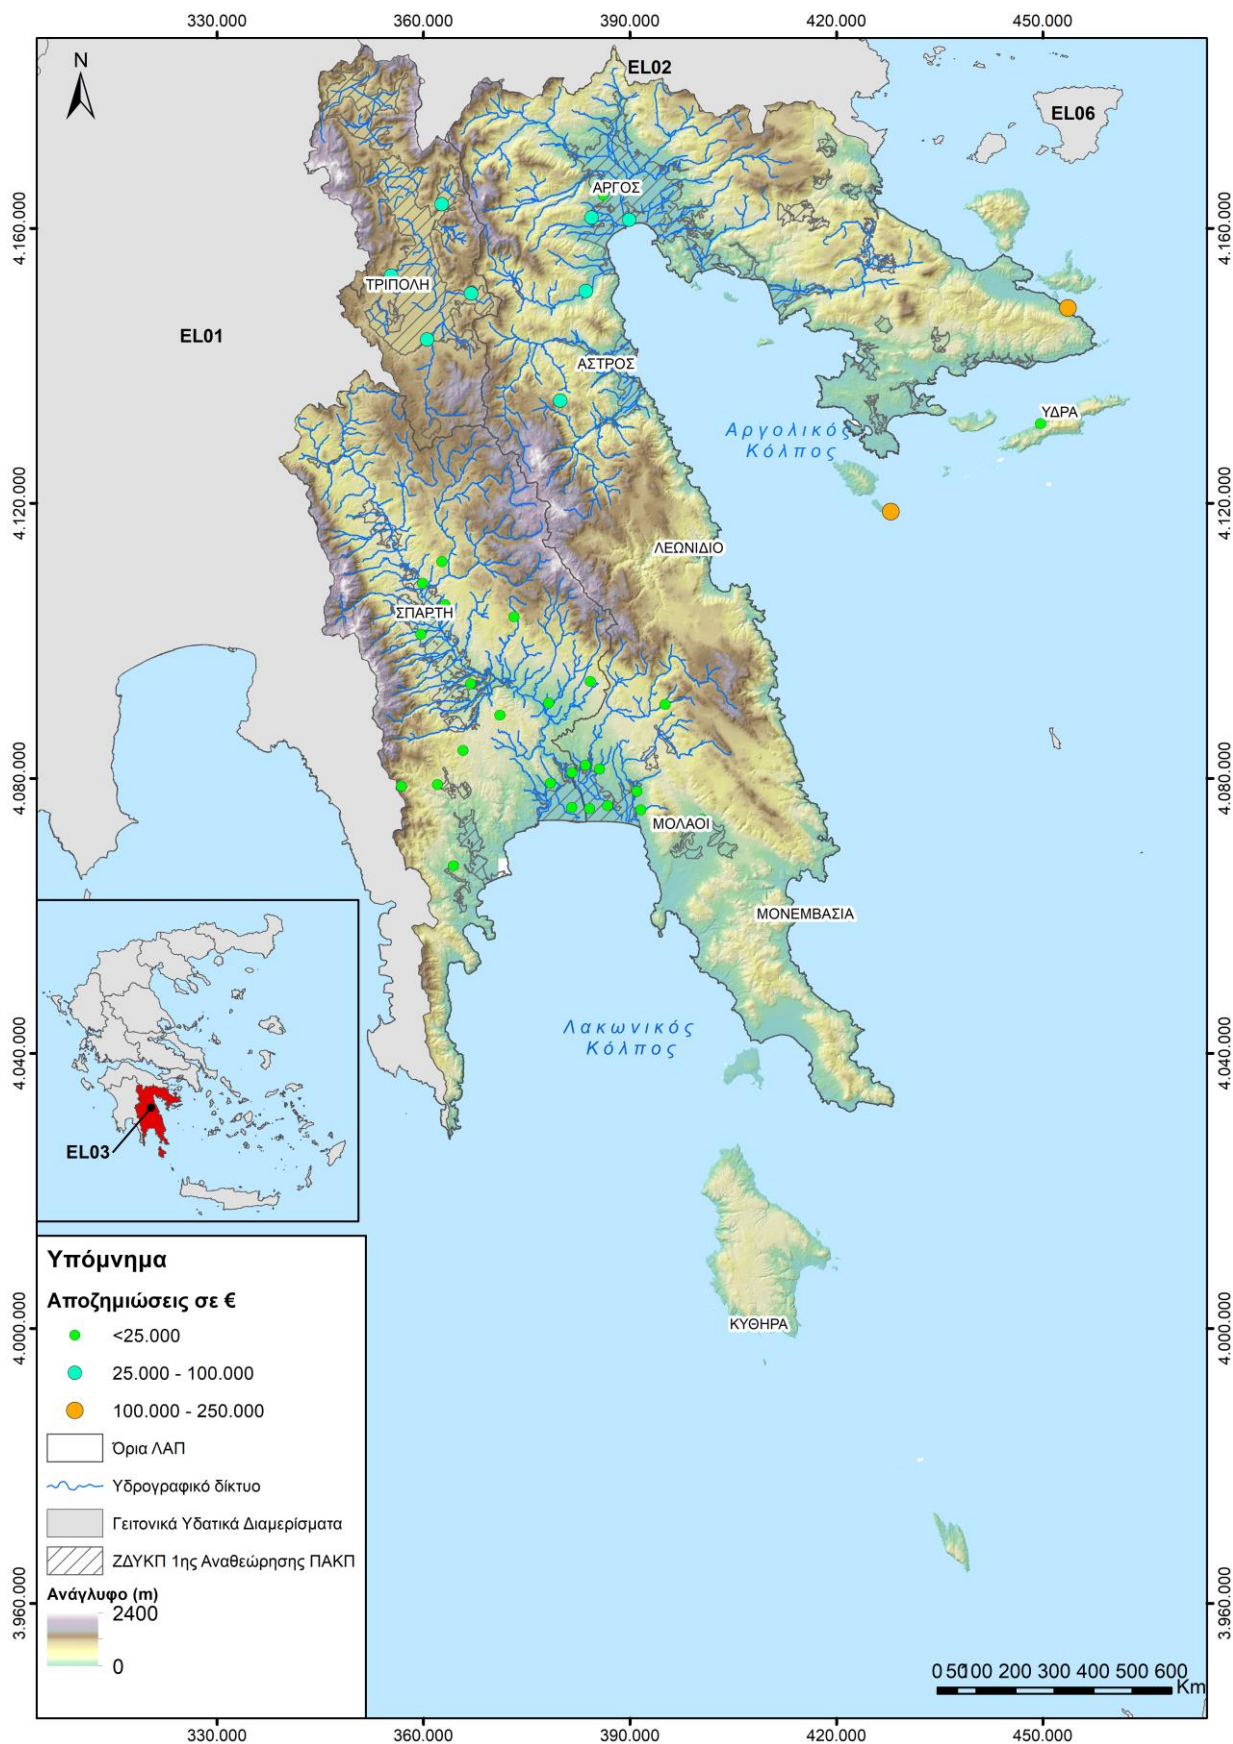 330.000
360.000
390.000
420.000
450.000
N
EL02
EL06
4.160.000
ΑΡΓΟΣ
4.160.000
ΤΡΙΠΟΛΗ
EL01
ΑΣΤΡΟΣ
ΥΔΡΑ
Αργολικός
Κόλπος
4.120.000
4.120.000
ΛΕΩΝΙΔΙΟ
ΣΠΑΡΤΗ
4.080.000
4.080.000
ΜΟΛΑΟΙ
ΜΟΝΕΜΒΑΣΙΑ
Λακωνικός
Κόλπος
4.040.000
4.040.000
EL03
Υπόμνημα
Αποζημιώσεις σε €
<25.000
25.000 - 100.000
100.000 - 250.000
Όρια ΛΑΠ
Υδρογραφικό δίκτυο
Γειτονικά Υδατικά Διαμερίσματα
ΖΔΥΚΠ 1ης Αναθεώρησης ΠΑΚΠ
Ανάγλυφο (m)
2400
0
ΚΥΘΗΡΑ
4.000.000
4.000.000
3.960.000
3.960.000
0 50 100 200 300 400 500 600
Km
330.000
360.000
390.000
420.000
450.000